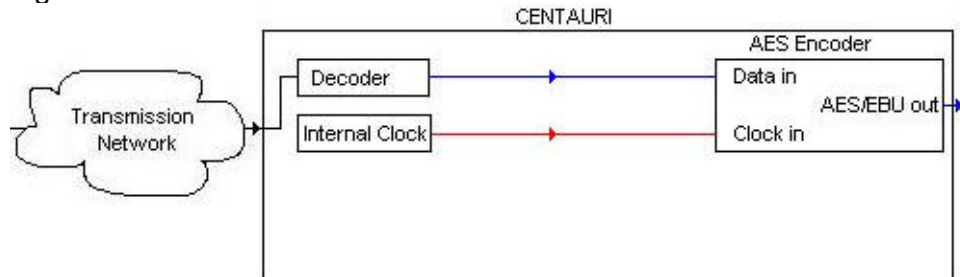 CENTAURI
AES Encoder
Decoder
Data in
Transmission
Network
AES/EBU out
Internal Clock
Clock in